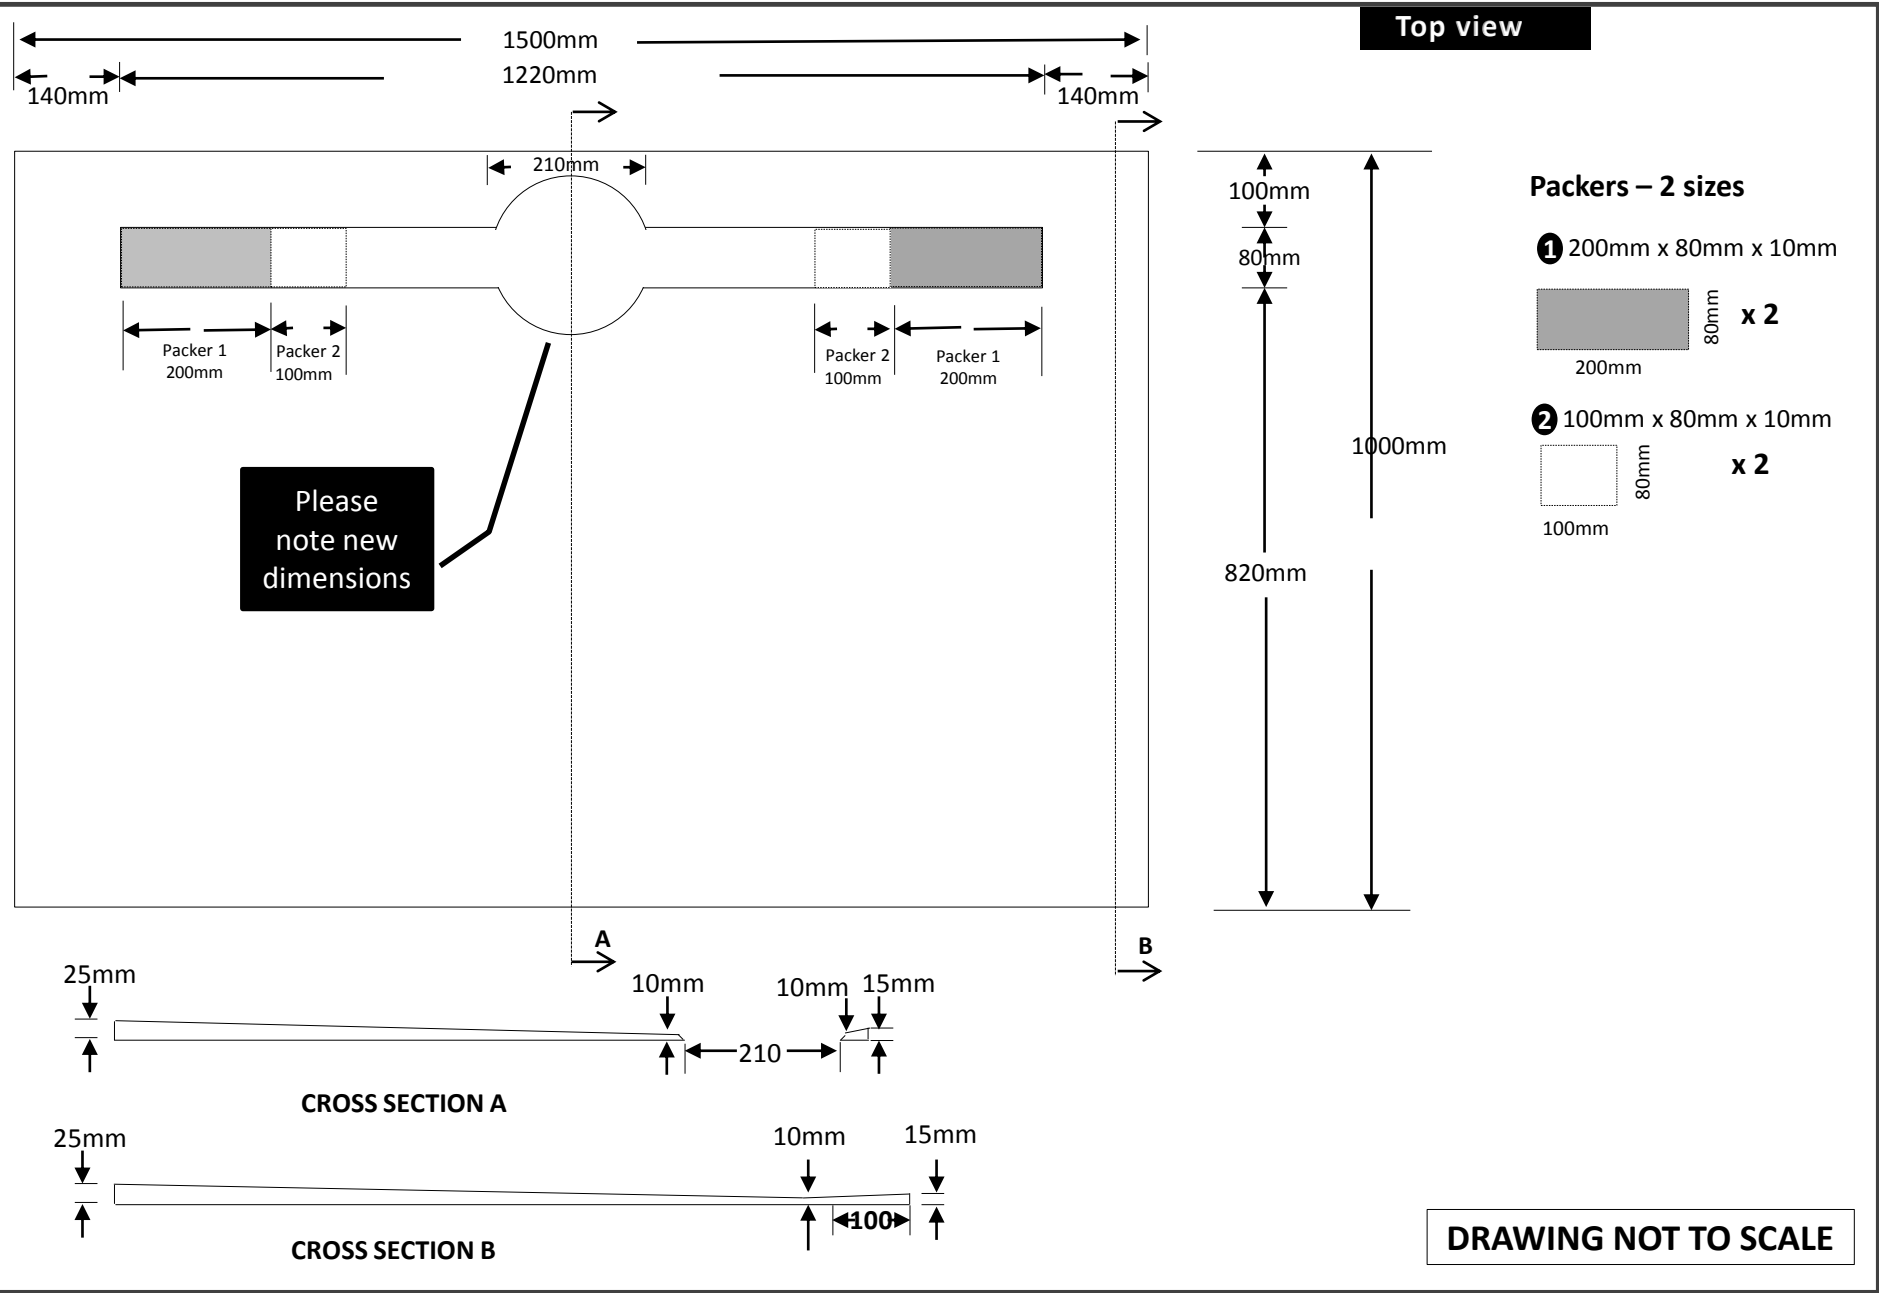 Top view
1500mm
1220mm
140mm
140mm
210mm
100mm
80mm
820mm
1000mm
Packer 1
200mm
Packer 2
100mm
Packer 2
100mm
Packer 1
200mm
Please
note new
dimensions
Packers – 2 sizes
1 200mm x 80mm x 10mm
80mm
x 2
200mm
2 100mm x 80mm x 10mm
80mm
x 2
100mm
A
B
25mm
10mm
10mm
15mm
210
CROSS SECTION A
25mm
10mm
15mm
100
CROSS SECTION B
DRAWING NOT TO SCALE